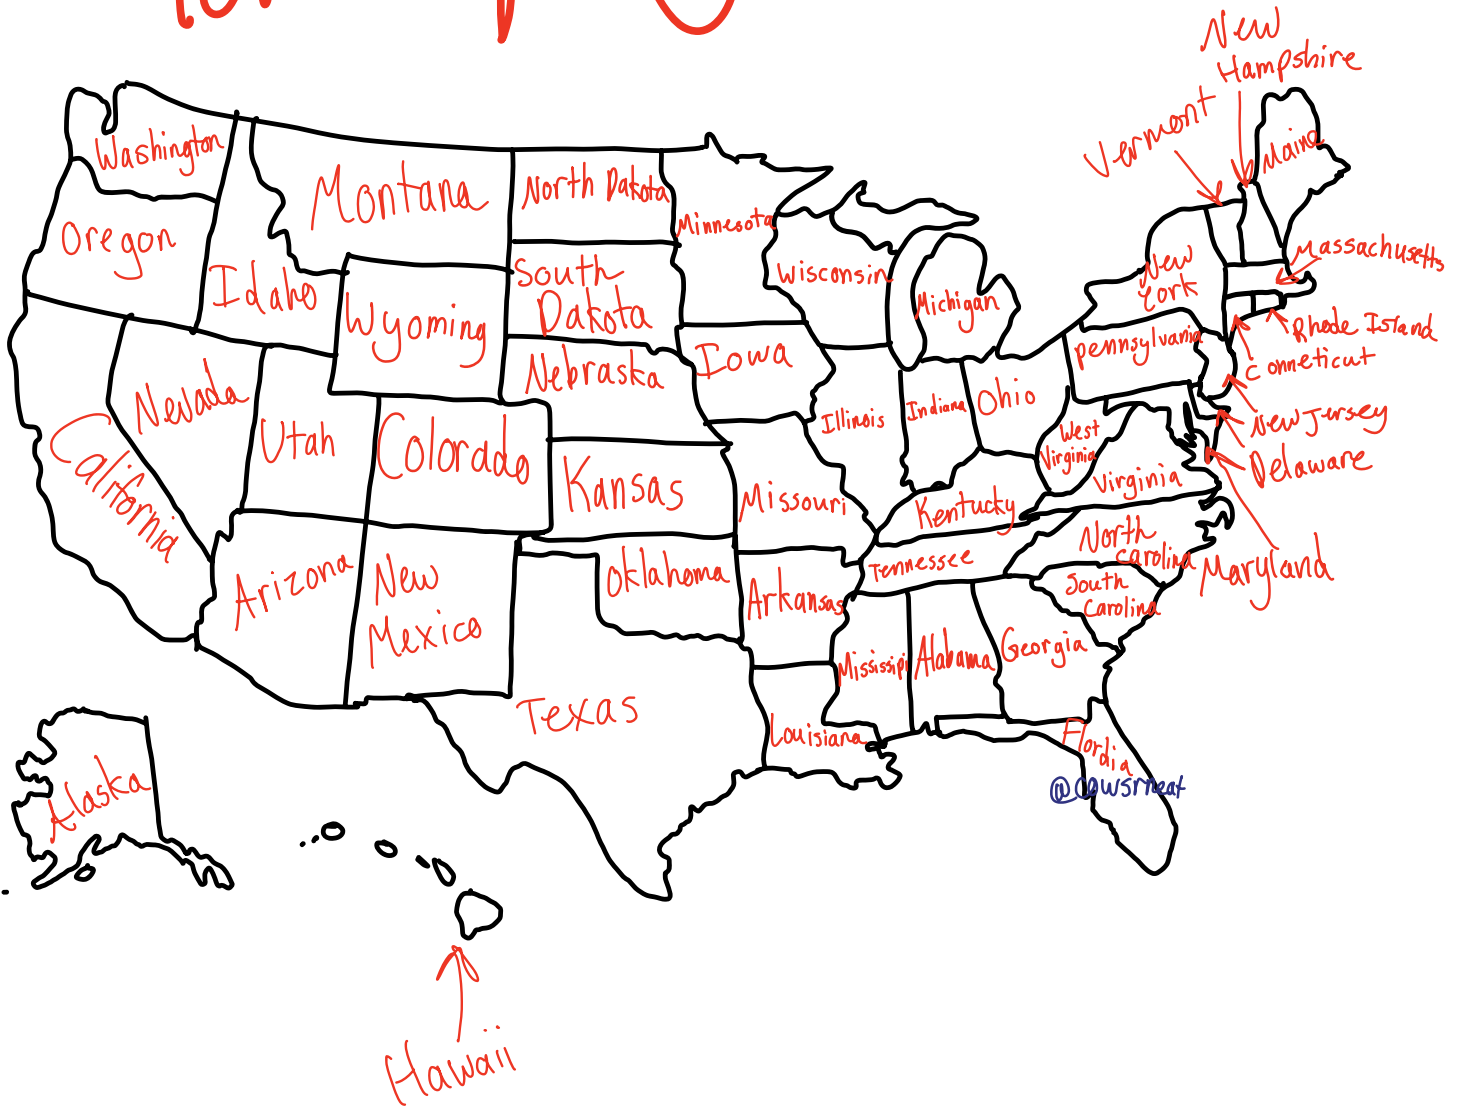 New
Hampshire
Vermont
Maine
Washington
Montana
North Dakota
Minnesota
Oregon
Idaho
Wyoming
South
Dakota
Wisconsin
Michigan
New
York
Massachusetts
Rhode Island
Conneticut
Pennsylvania
New Jersey
Delaware
Maryland
Nevada
Utah
Colorado
Nebraska
Iowa
Illinois
Indiana
Ohio
West
Virginia
Virginia
California
Kansas
Missouri
Kentucky
North
Carolina
Tennessee
South
Carolina
Arizona
New
Mexico
Oklahoma
Arkansas
Mississipi
Alabama
Georgia
Texas
Louisiana
Flordia
@cowsrneat
Alaska
Hawaii